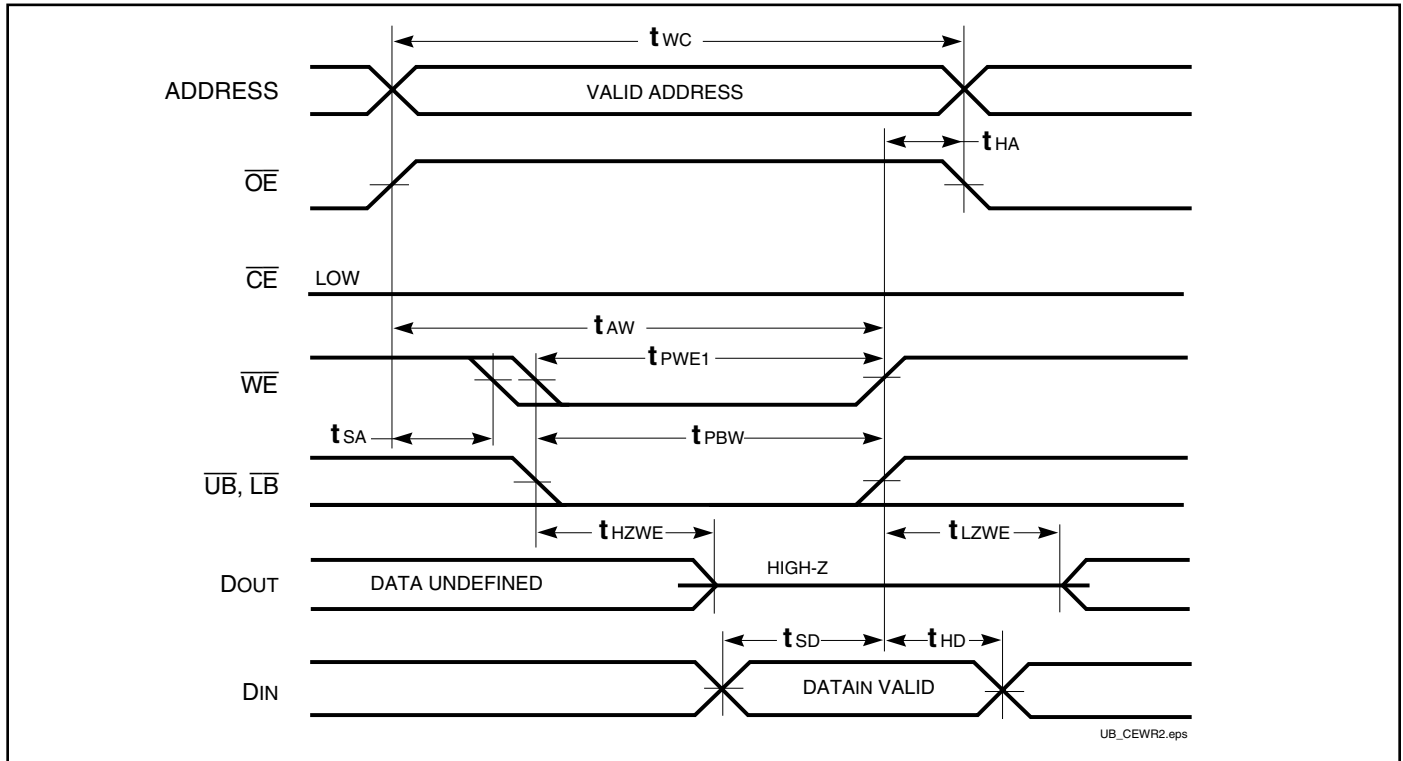 tWC
ADDRESS
VALID ADDRESS
tHA
OE
CE
LOW
tAW
tPWE1
WE
tSA
tPBW
UB, LB
tHZWE
tLZWE
DOUT
DATA UNDEFINED
HIGH-Z
tSD
tHD
DIN
DATAIN VALID
UB_CEWR2.eps